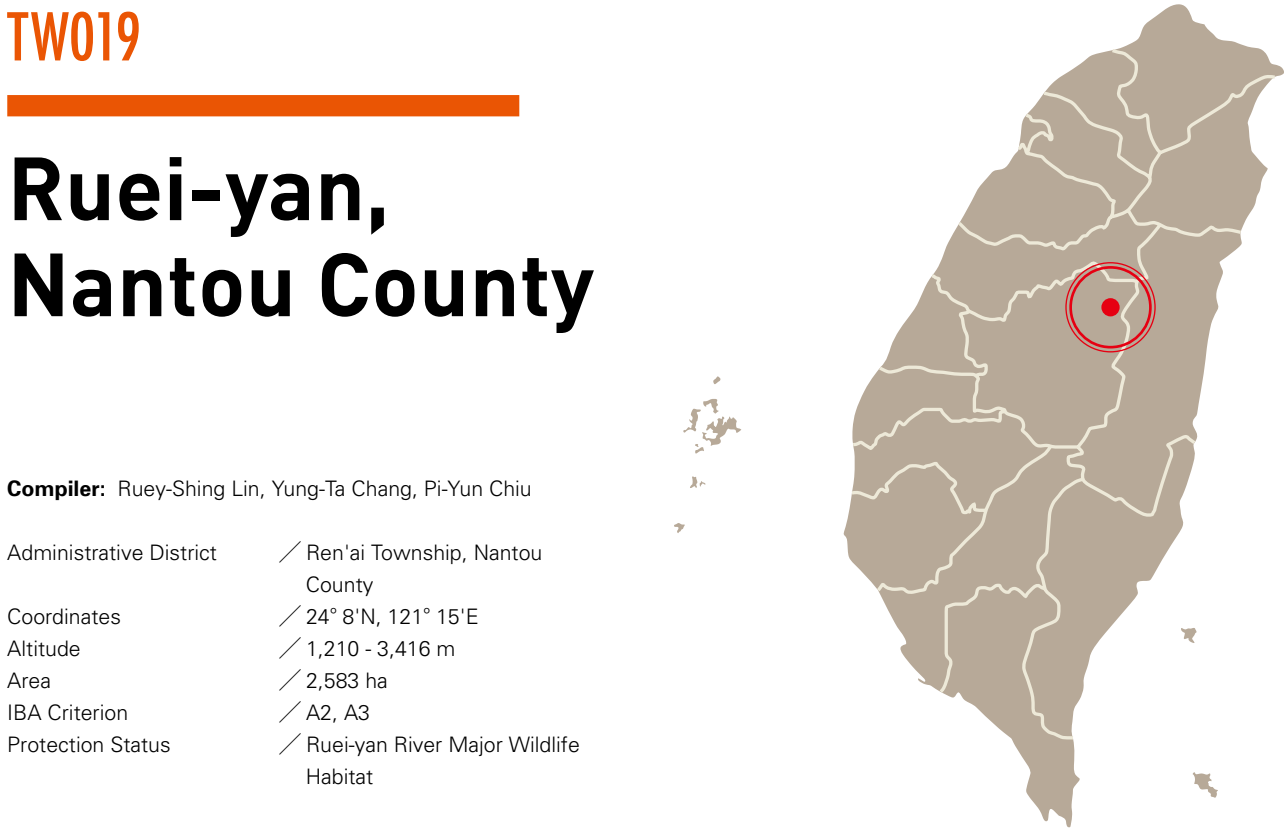 TW019
Ruei-yan,
Nantou County
Compiler: Ruey-Shing Lin, Yung-Ta Chang, Pi-Yun Chiu
Administrative District ／ Ren'ai Township, Nantou
County
Coordinates ／ 24° 8'N, 121° 15'E
Altitude ／ 1,210 - 3,416 m
Area ／ 2,583 ha
IBA Criterion ／ A2, A3
Protection Status ／ Ruei-yan River Major Wildlife
Habitat